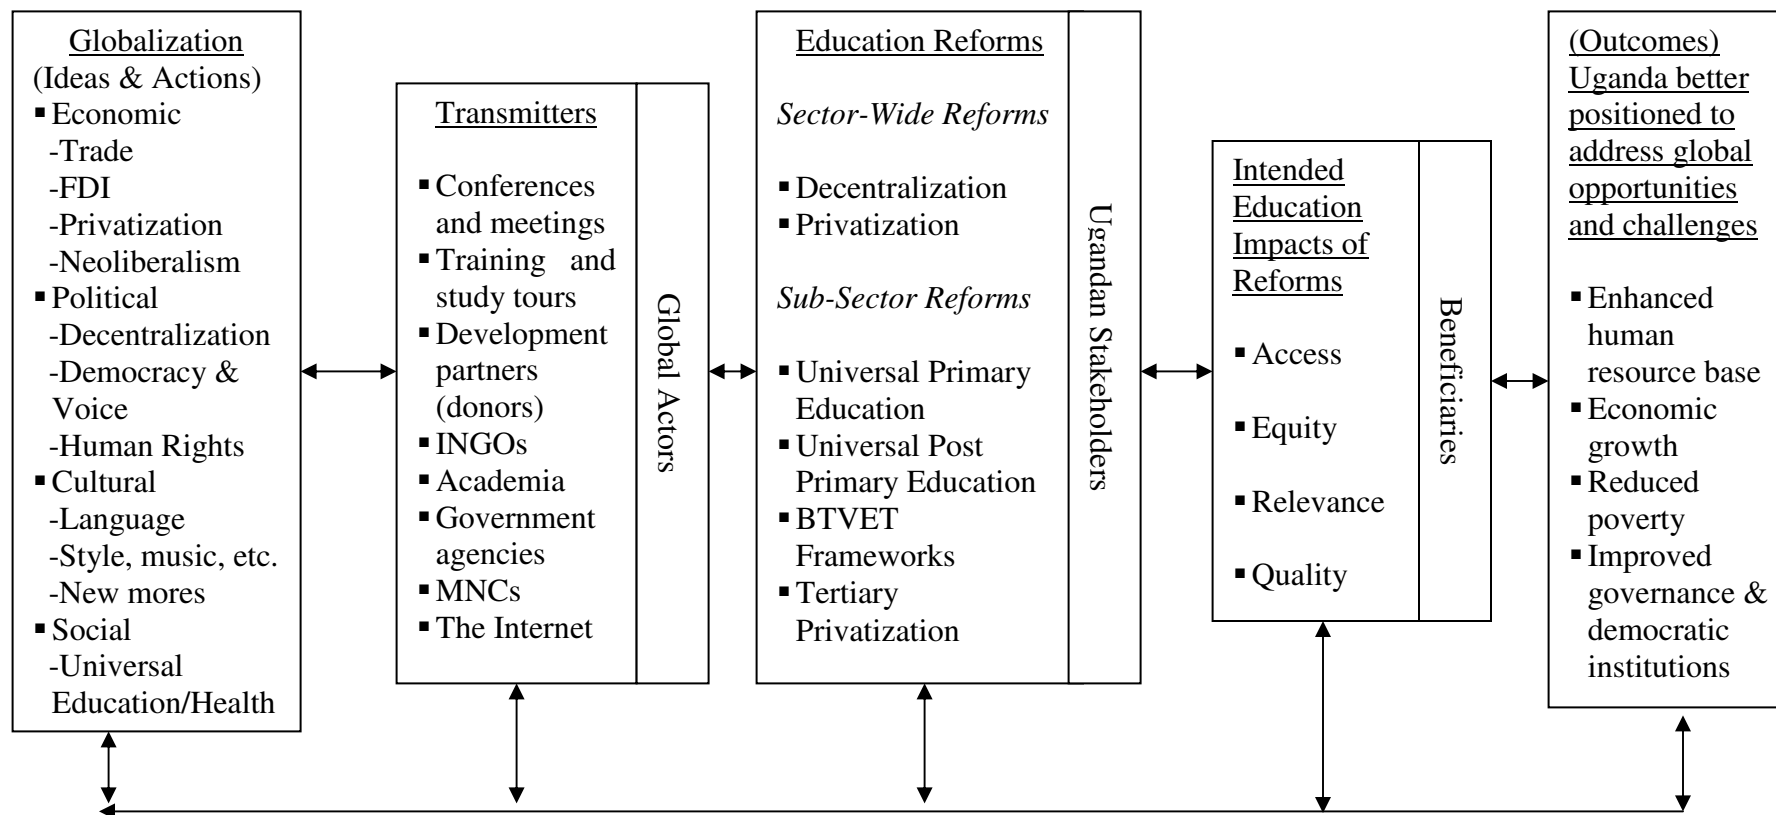 Globalization
(Ideas & Actions)
▪ Economic
-Trade
-FDI
-Privatization
-Neoliberalism
▪ Political
-Decentralization
-Democracy &
Voice
-Human Rights
▪ Cultural
-Language
-Style, music, etc.
-New mores
▪ Social
-Universal
Education/Health
Transmitters
▪ Conferences
and meetings
▪ Training and
study tours
▪ Development
partners
(donors)
▪ INGOs
▪ Academia
▪ Government
agencies
▪ MNCs
▪ The Internet
Global Actors
Education Reforms
Sector-Wide Reforms
▪ Decentralization
▪ Privatization
Sub-Sector Reforms
▪ Universal Primary
Education
▪ Universal Post
Primary Education
▪ BTVET
Frameworks
▪ Tertiary
Privatization
Ugandan Stakeholders
Intended
Education
Impacts of
Reforms
▪ Access
▪ Equity
▪ Relevance
▪ Quality
Beneficiaries
(Outcomes)
Uganda better
positioned to
address global
opportunities
and challenges
▪ Enhanced
human
resource base
▪ Economic
growth
▪ Reduced
poverty
▪ Improved
governance &
democratic
institutions